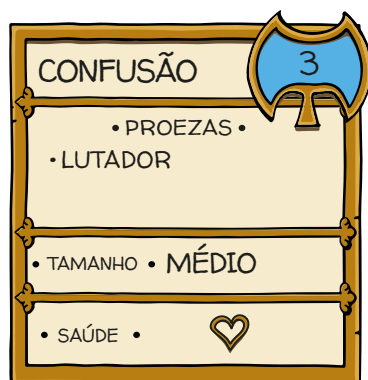 CONFUSÃO
3
• PROEZAS •
• LUTADOR
• TAMANHO • MÉDIO
• SAÚDE •